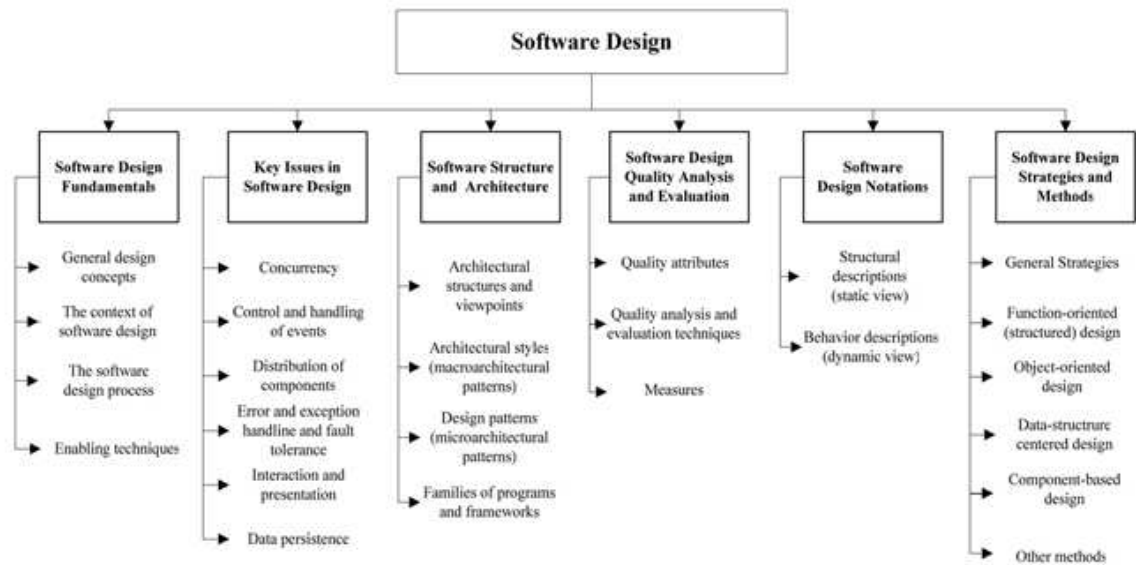 Software Design
Software Design
Fundamentals
General design
concepts
The context of
software design
The software
design process
Enabling techniques
Key Issues in
Software Design
Concurrency
Control and handling
of events
Distribution of
components
Error and exception
handline and fault
tolerance
Interaction and
presentation
Data persistence
Software Structure
and Architecture
Architectural
structures and
viewpoints
Architectural styles
(macroarchitectural
patterns)
Design patterns
(microarchitectural
patterns)
Families of programs
and frameworks
Software Design
Quality Analysis
and Evaluation
Quality attributes
Quality analysis and
evaluation techniques
Measures
Software
Design Notations
Structural
descriptions
(static view)
Behavior descriptions
(dynamic view)
Software Design
Strategies and
Methods
General Strategies
Function-oriented
(structured) design
Object-oriented
design
Data-structrure
centered design
Component-based
design
Other methods